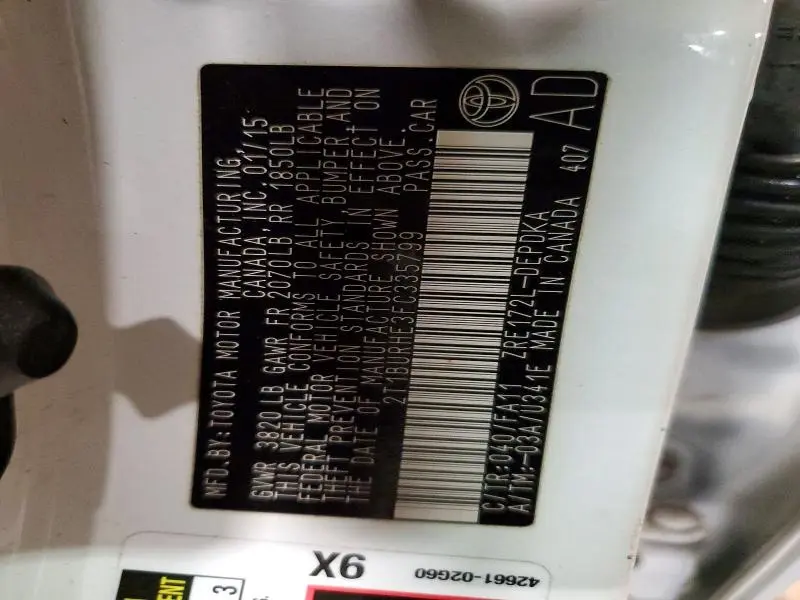 MFD.BY:TOYOTA MOTOR MANUFACTURING,
CANADA, INC. 01/15
GVWR 3820 LB GAWR FR 2070LB,RR 1850LB
THIS VEHICLE CONFORMS TO ALL APPLICABLE
FEDERAL MOTOR VEHICLE SAFETY, BUMPER, AND
THEFT PREVENTION STANDARDS IN EFFECT ON
THE DATE OF MANUFACTURE SHOWN ABOVE.
2T1BURHE3FC335799 PASS.CAR
C/TR:040/FA11 ZRE172L-DEPDKA
A/TM:-03A/U341E MADE IN CANADA 407
AD
9X
42661-02G60
3